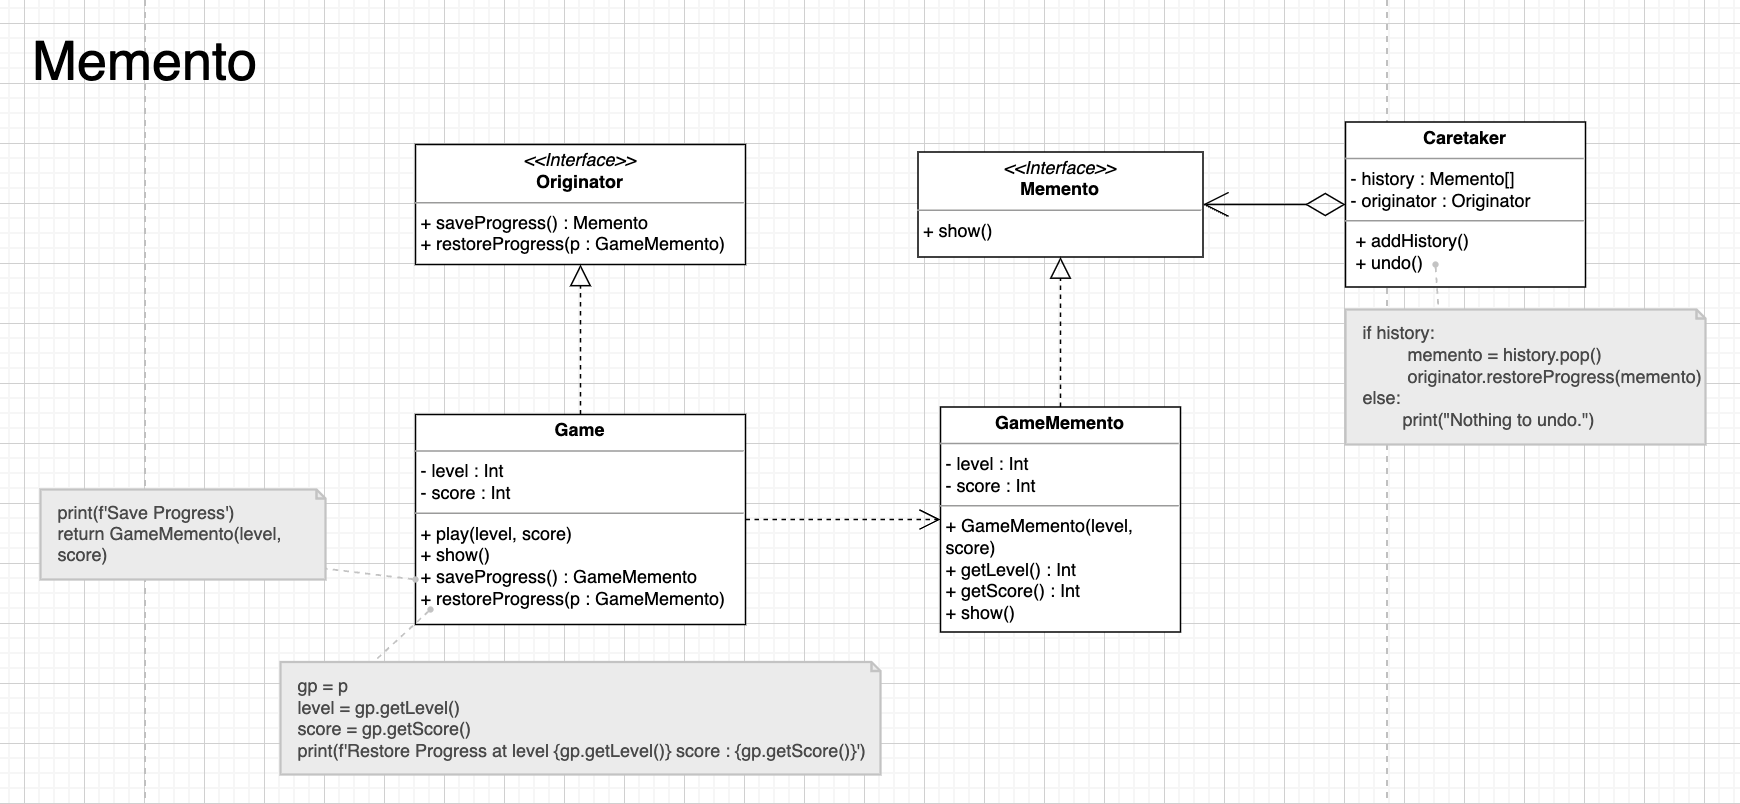 Memento
<<Interface>>
Originator
+ saveProgress() : Memento
+ restoreProgress(p : GameMemento)
<<Interface>>
Memento
+ show()
Caretaker
- history : Memento[]
- originator : Originator
+ addHistory()
+ undo()
if history:
memento = history.pop()
originator.restoreProgress(memento)
else:
print("Nothing to undo.")
Game
- level : Int
- score : Int
+ play(level, score)
+ show()
+ saveProgress() : GameMemento
+ restoreProgress(p : GameMemento)
GameMemento
- level : Int
- score : Int
+ GameMemento(level,
score)
+ getLevel() : Int
+ getScore() : Int
+ show()
print(f'Save Progress')
return GameMemento(level,
score)
gp = p
level = gp.getLevel()
score = gp.getScore()
print(f'Restore Progress at level {gp.getLevel()} score : {gp.getScore()}')